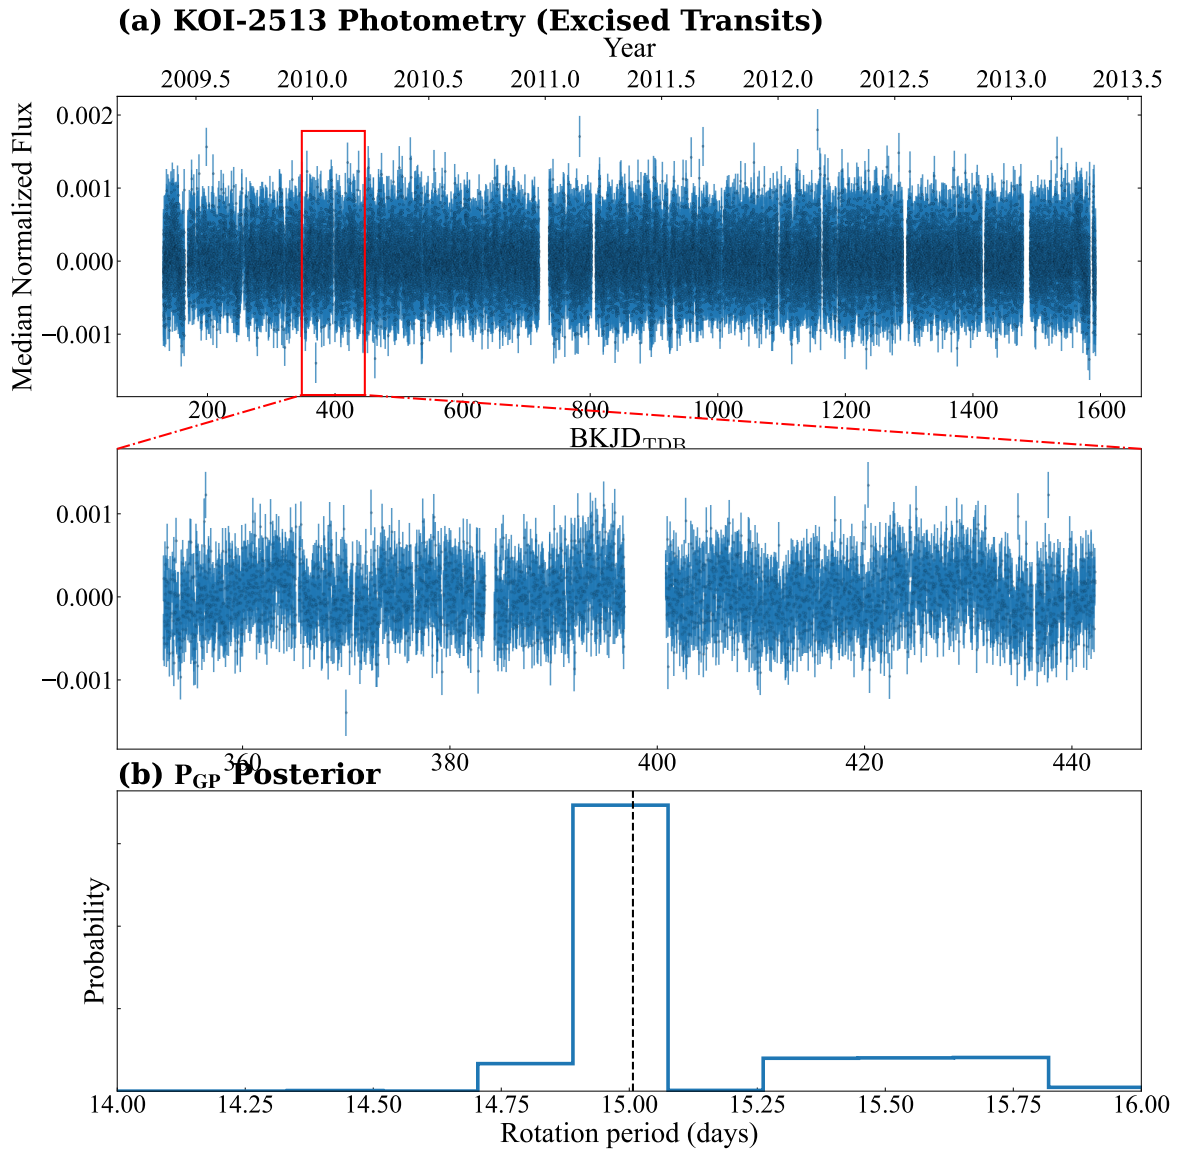 (a) KOI-2513 Photometry (Excised Transits)
Year
2009.5 2010.0 2010.5 2011.0 2011.5 2012.0 2012.5 2013.0 2013.5
Median Normalized Flux
0.002
0.001
0.000
−0.001
200 400 600 800 1000 1200 1400 1600
BKJD_TDB
0.001
0.000
−0.001
360 380 400 420 440
(b) P_GP Posterior
Probability
14.00 14.25 14.50 14.75 15.00 15.25 15.50 15.75 16.00
Rotation period (days)